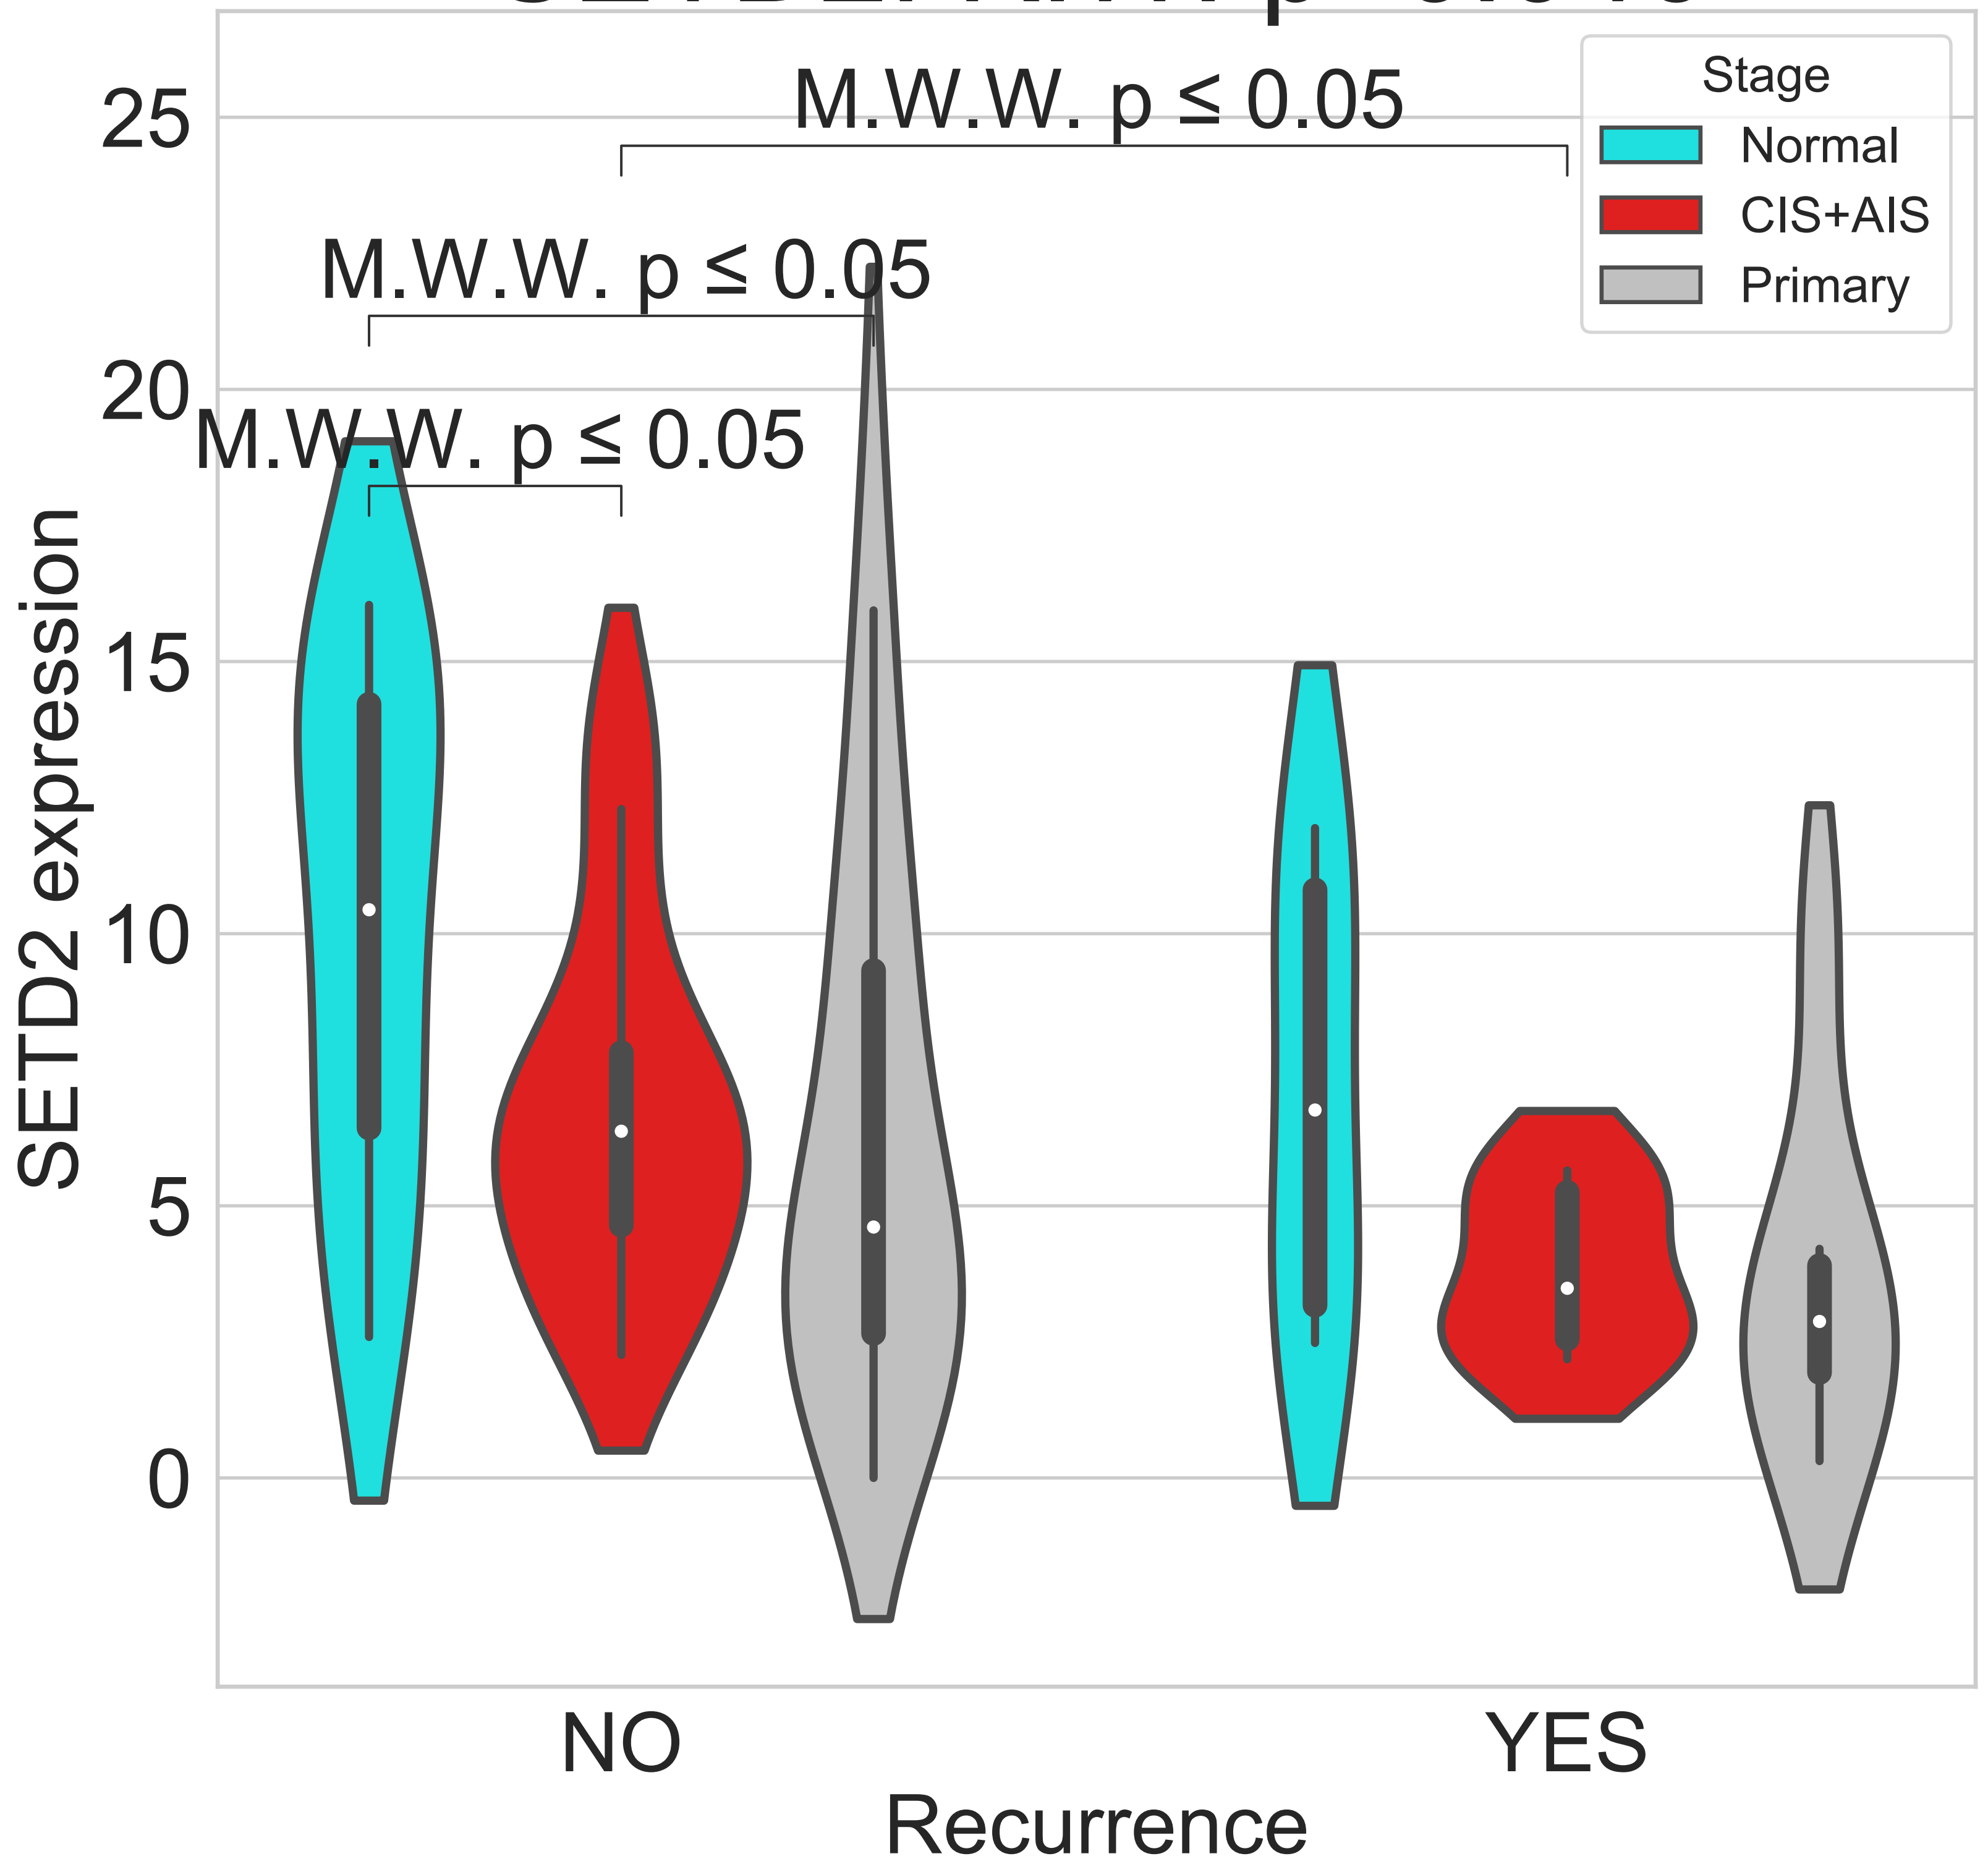 M.W.W. p ≤ 0.05
M.W.W. p ≤ 0.05
M.W.W. p ≤ 0.05
Stage
Normal
CIS+AIS
Primary
SETD2 expression
25
20
15
10
5
0
NO
YES
Recurrence